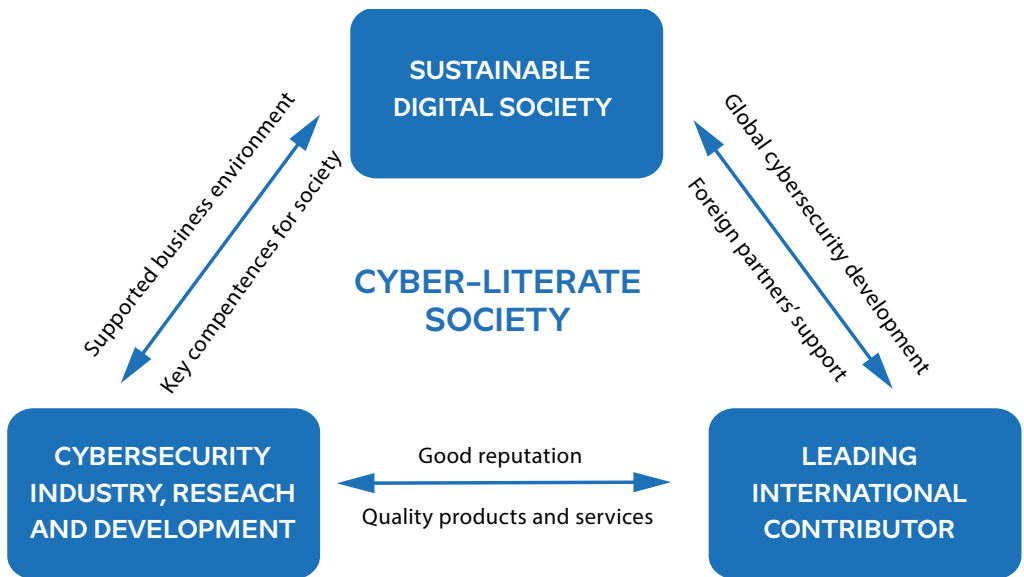 SUSTAINABLE
DIGITAL SOCIETY
Supported business environment
Key compentences for society
Global cybersecurity development
Foreign partners' support
CYBER–LITERATE
SOCIETY
CYBERSECURITY
INDUSTRY, RESEACH
AND DEVELOPMENT
Good reputation
Quality products and services
LEADING
INTERNATIONAL
CONTRIBUTOR